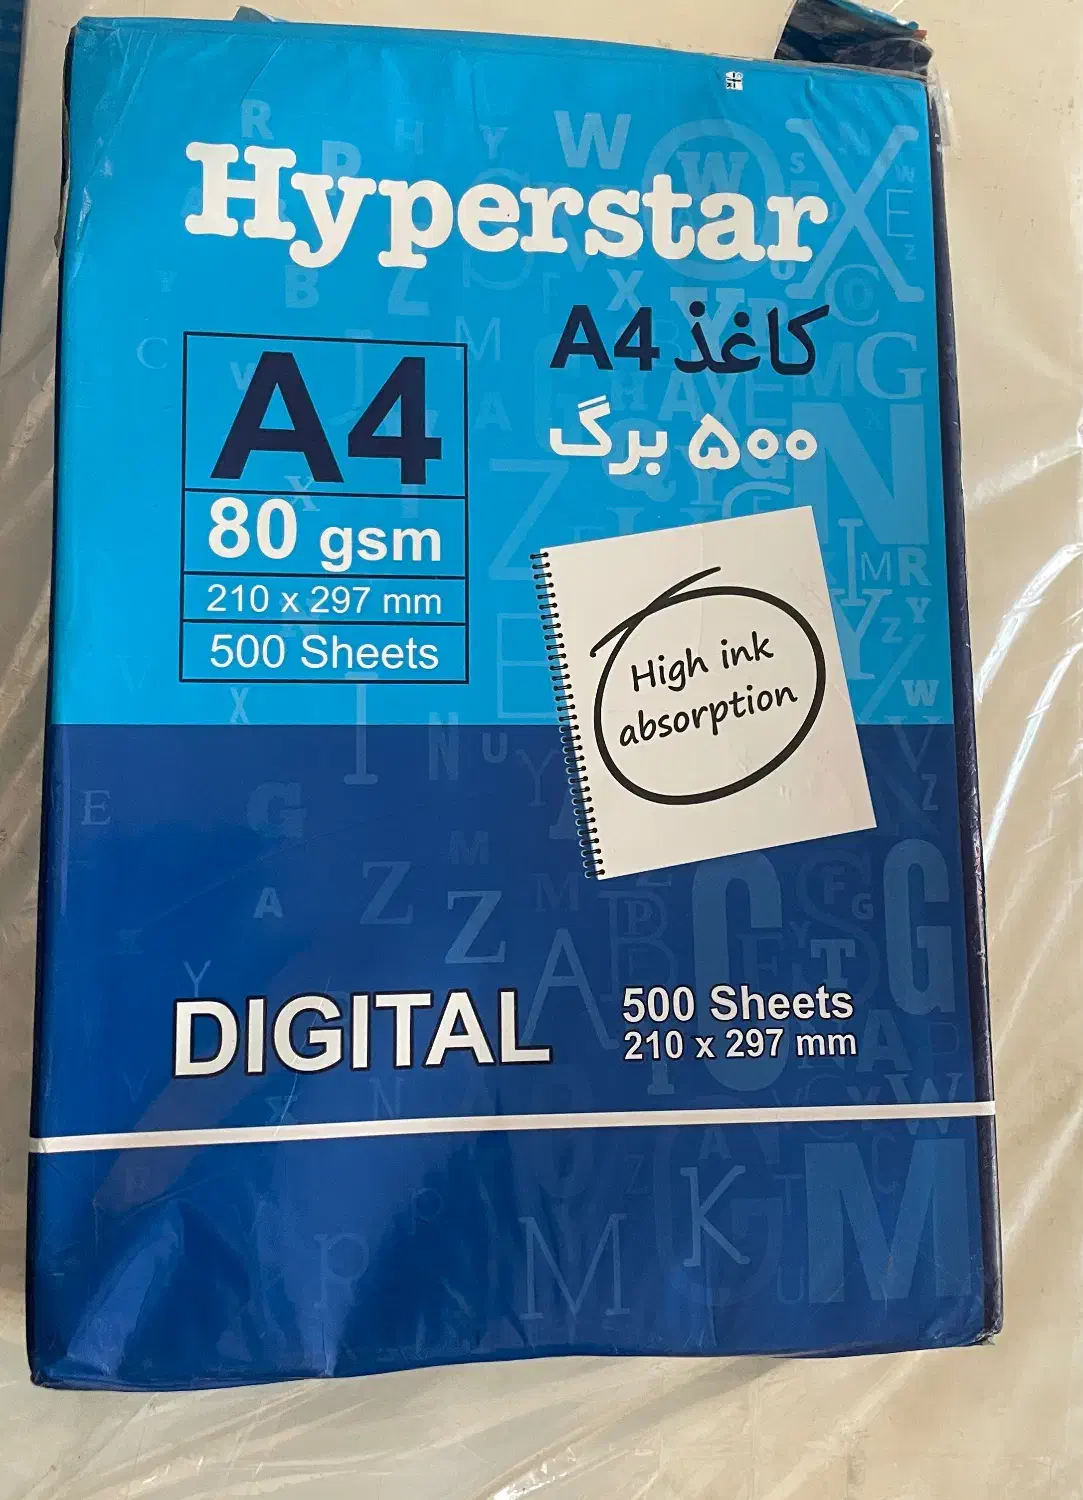 Hyperstar
کاغذ A4
۵۰۰ برگ
A4
80 gsm
210 x 297 mm
500 Sheets
High ink
absorption
DIGITAL
500 Sheets
210 x 297 mm